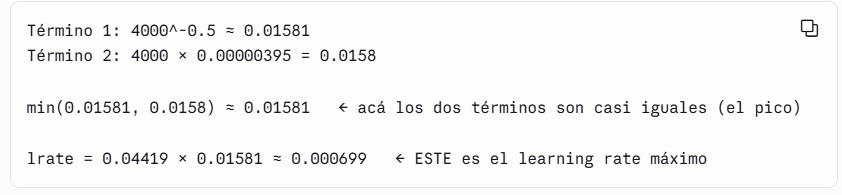 Término 1: 4000^-0.5 ≈ 0.01581
Término 2: 4000 × 0.00000395 = 0.0158
min(0.01581, 0.0158) ≈ 0.01581   ← acá los dos términos son casi iguales (el pico)
lrate = 0.04419 × 0.01581 ≈ 0.000699   ← ESTE es el learning rate máximo